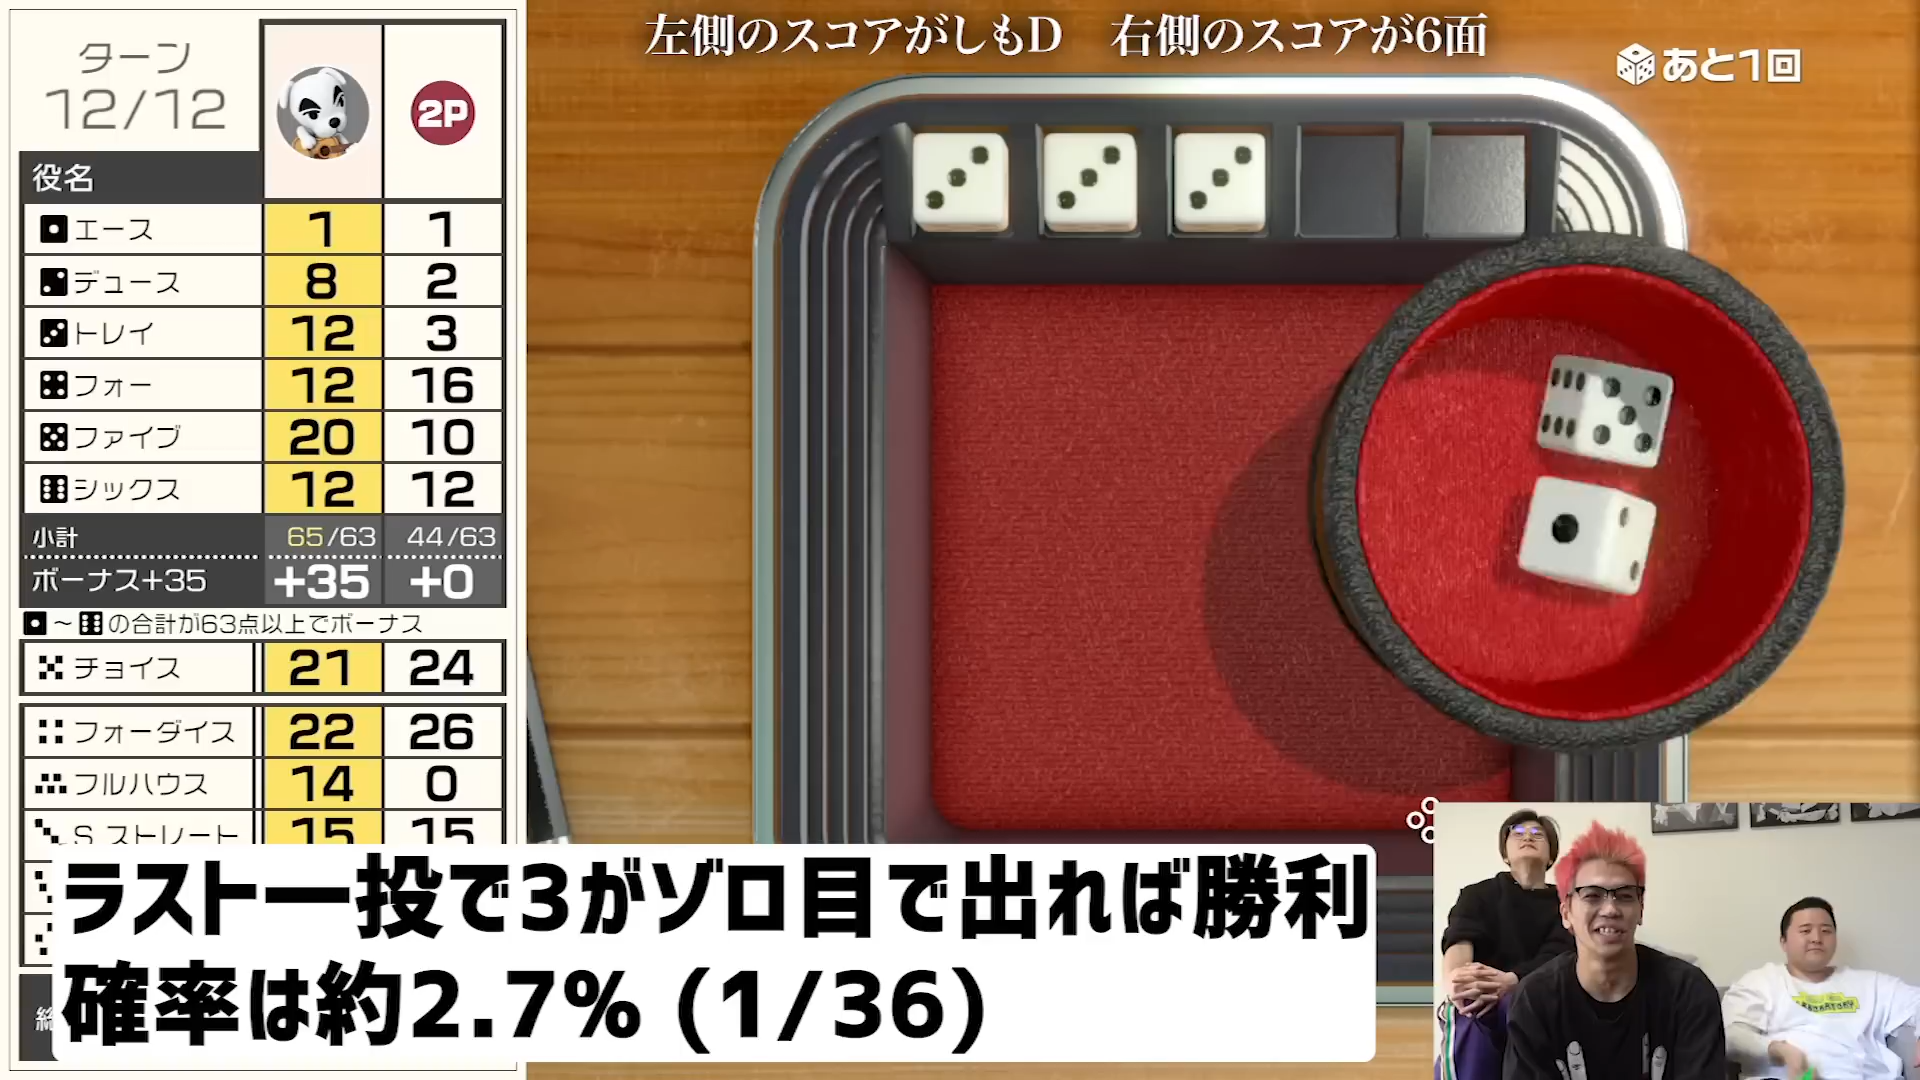 左側のスコアがしもD　右側のスコアが6面
あと1回
ターン
12/12
2P
役名
エース 1 1
デュース 8 2
トレイ 12 3
フォー 12 16
ファイブ 20 10
シックス 12 12
小計 65/63 44/63
ボーナス+35 +35 +0
～の合計が63点以上でボーナス
チョイス 21 24
フォーダイス 22 26
フルハウス 14 0
S ストレート 15 15
ラスト一投で3がゾロ目で出れば勝利
確率は約2.7% (1/36)